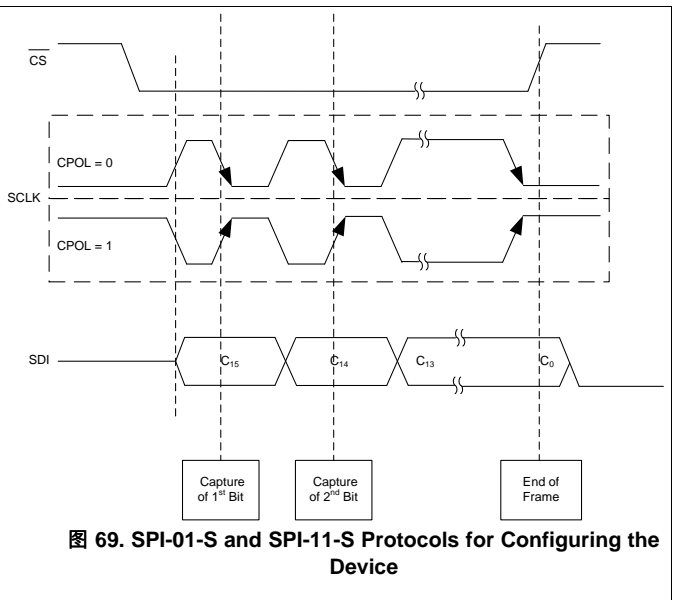 CS
CPOL = 0
SCLK
CPOL = 1
SDI
C15
C14
C13
C0
Capture
of 1st Bit
Capture
of 2nd Bit
End of
Frame
图 69. SPI-01-S and SPI-11-S Protocols for Configuring the
Device